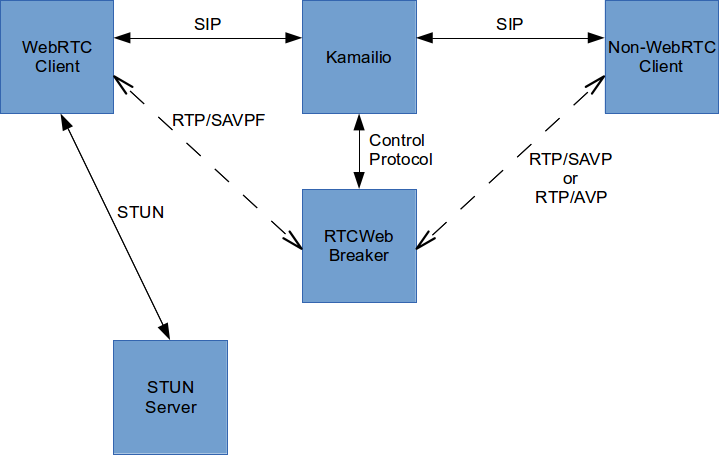 SIP
SIP
WebRTC
Client
Kamailio
Non-WebRTC
Client
RTP/SAVPF
Control
Protocol
RTP/SAVP
or
RTP/AVP
STUN
RTCWeb
Breaker
STUN
Server